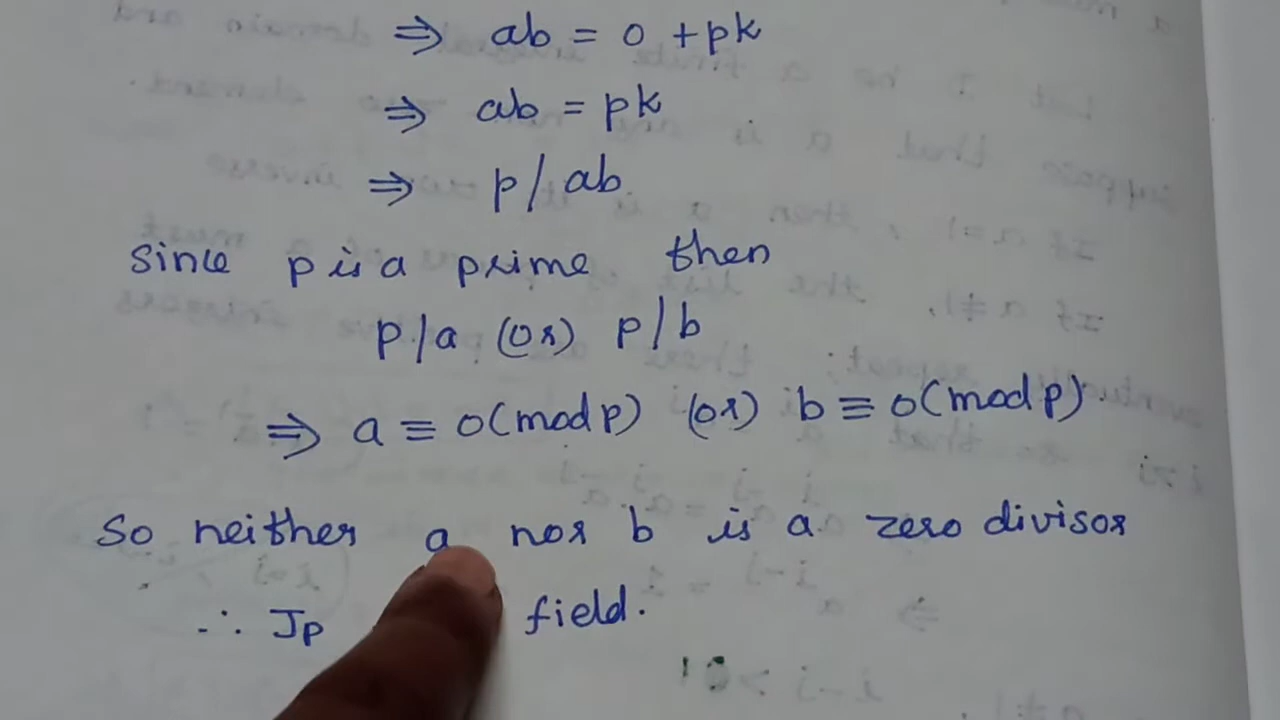 ⇒ ab = 0 + pk
⇒ ab = pk
⇒ p/ab
since p is a prime then
p/a (or) p/b
⇒ a ≡ 0(mod p) (or) b ≡ 0(mod p)
So neither a nor b is a zero divisor
∴ Jp field.